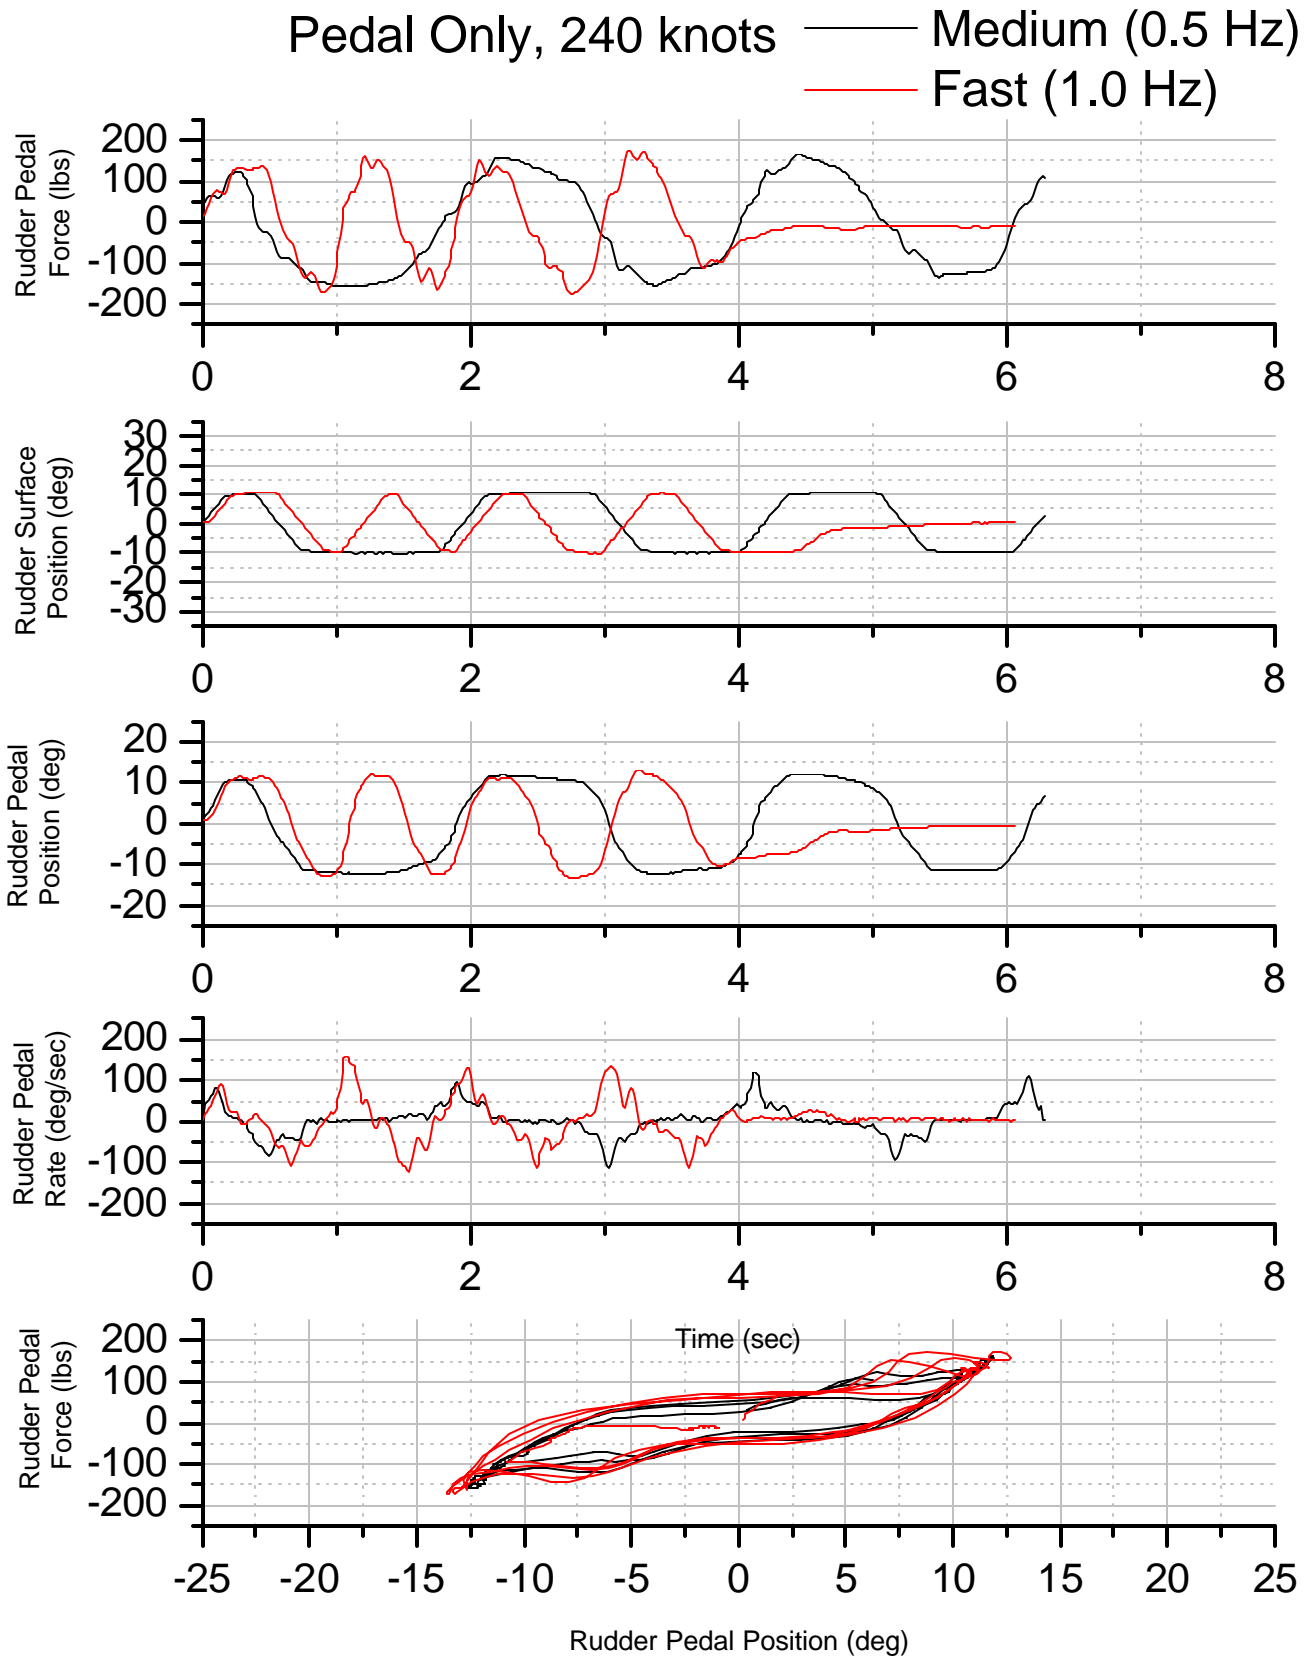 Pedal Only, 240 knots
Medium (0.5 Hz)
Fast (1.0 Hz)
Rudder Pedal
Force (lbs)
200
100
0
-100
-200
0 2 4 6 8
Rudder Surface
Position (deg)
30
20
10
0
-10
-20
-30
0 2 4 6 8
Rudder Pedal
Position (deg)
20
10
0
-10
-20
0 2 4 6 8
Rudder Pedal
Rate (deg/sec)
200
100
0
-100
-200
0 2 4 6 8
Time (sec)
Rudder Pedal
Force (lbs)
200
100
0
-100
-200
-25 -20 -15 -10 -5 0 5 10 15 20 25
Rudder Pedal Position (deg)